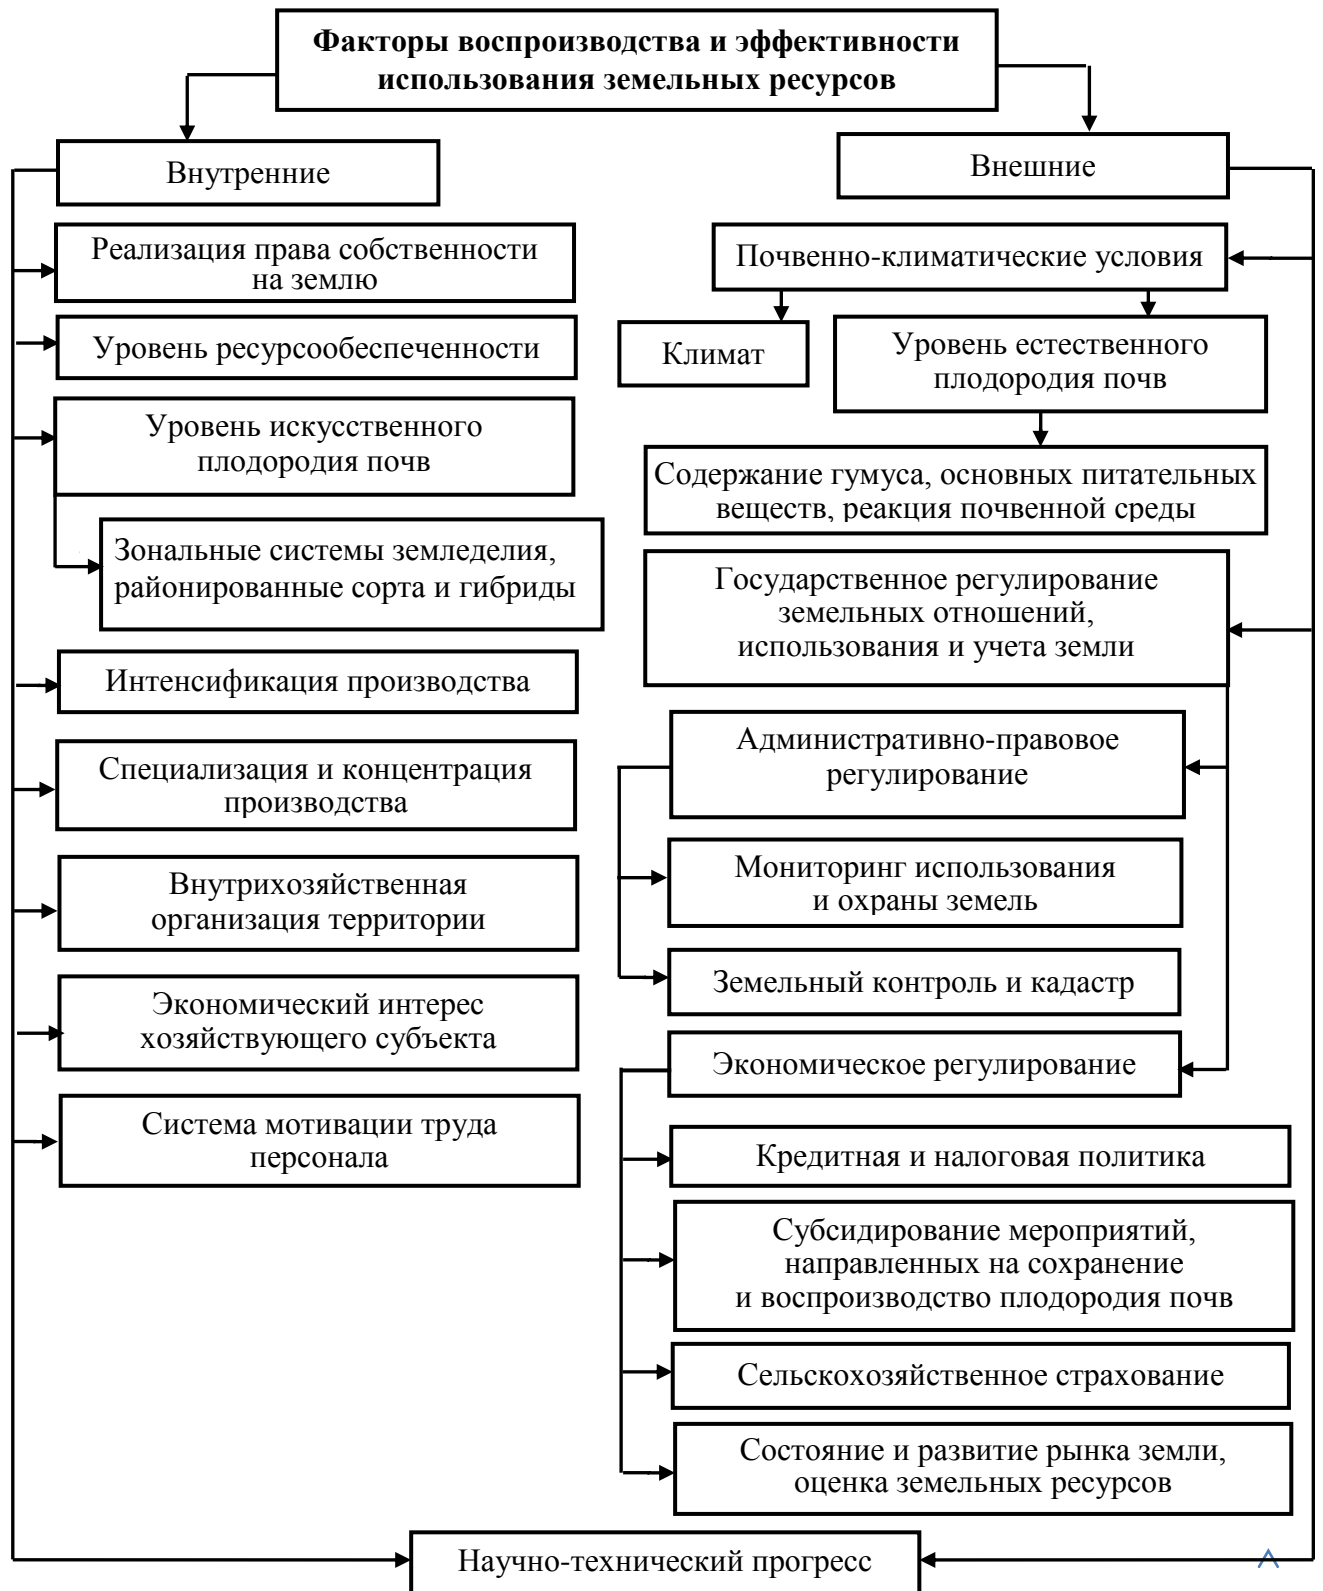 Факторы воспроизводства и эффективности
использования земельных ресурсов
Внутренние
Внешние
Реализация права собственности
на землю
Уровень ресурсообеспеченности
Уровень искусственного
плодородия почв
Зональные системы земледелия,
районированные сорта и гибриды
Интенсификация производства
Специализация и концентрация
производства
Внутрихозяйственная
организация территории
Экономический интерес
хозяйствующего субъекта
Система мотивации труда
персонала
Почвенно-климатические условия
Климат
Уровень естественного
плодородия почв
Содержание гумуса, основных питательных
веществ, реакция почвенной среды
Государственное регулирование
земельных отношений,
использования и учета земли
Административно-правовое
регулирование
Мониторинг использования
и охраны земель
Земельный контроль и кадастр
Экономическое регулирование
Кредитная и налоговая политика
Субсидирование мероприятий,
направленных на сохранение
и воспроизводство плодородия почв
Сельскохозяйственное страхование
Состояние и развитие рынка земли,
оценка земельных ресурсов
Научно-технический прогресс